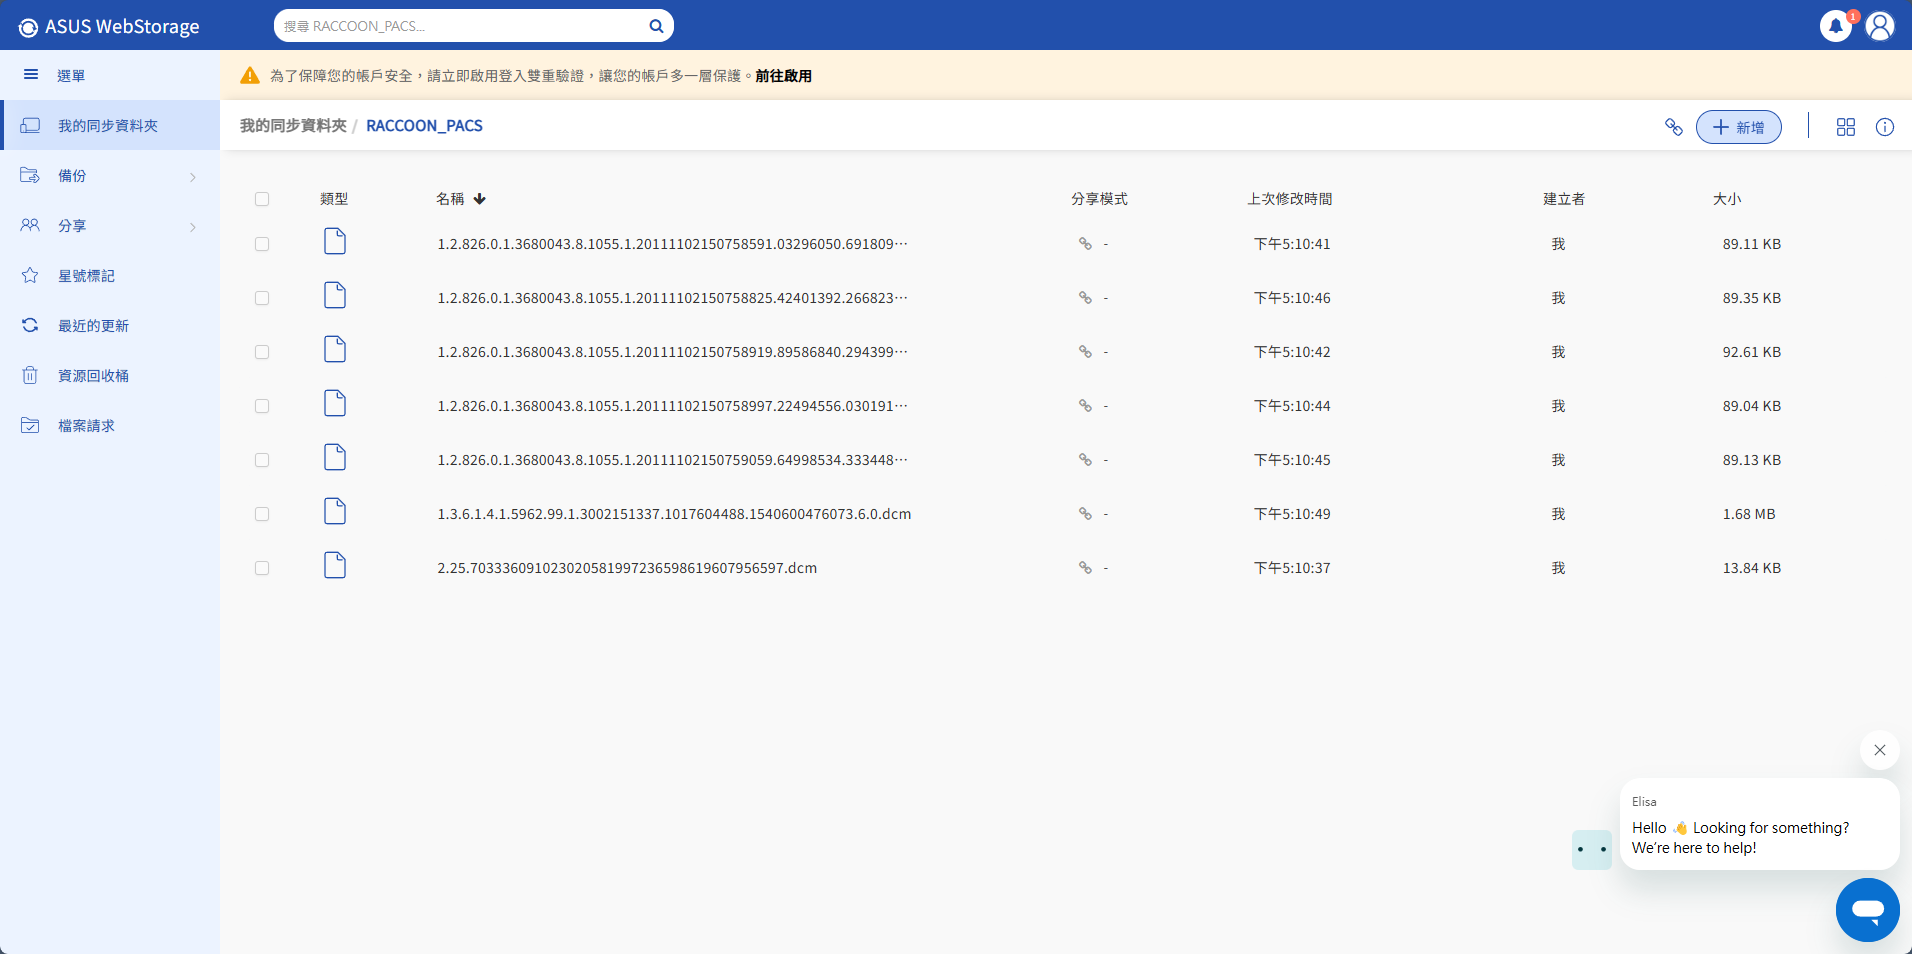 ASUS WebStorage
搜尋 RACCOON_PACS...
1
選單
為了保障您的帳戶安全，請立即啟用登入雙重驗證，讓您的帳戶多一層保護。前往啟用
我的同步資料夾
備份
分享
星號標記
最近的更新
資源回收桶
檔案請求
我的同步資料夾 / RACCOON_PACS
新增
類型 名稱 分享模式 上次修改時間 建立者 大小
1.2.826.0.1.3680043.8.1055.1.20111102150758591.03296050.691809… - 下午5:10:41 我 89.11 KB
1.2.826.0.1.3680043.8.1055.1.20111102150758825.42401392.266823… - 下午5:10:46 我 89.35 KB
1.2.826.0.1.3680043.8.1055.1.20111102150758919.89586840.294399… - 下午5:10:42 我 92.61 KB
1.2.826.0.1.3680043.8.1055.1.20111102150758997.22494556.030191… - 下午5:10:44 我 89.04 KB
1.2.826.0.1.3680043.8.1055.1.20111102150759059.64998534.333448… - 下午5:10:45 我 89.13 KB
1.3.6.1.4.1.5962.99.1.3002151337.1017604488.1540600476073.6.0.dcm - 下午5:10:49 我 1.68 MB
2.25.70333609102302058199723659861960795659​7.dcm - 下午5:10:37 我 13.84 KB
Elisa
Hello 👋 Looking for something?
We’re here to help!